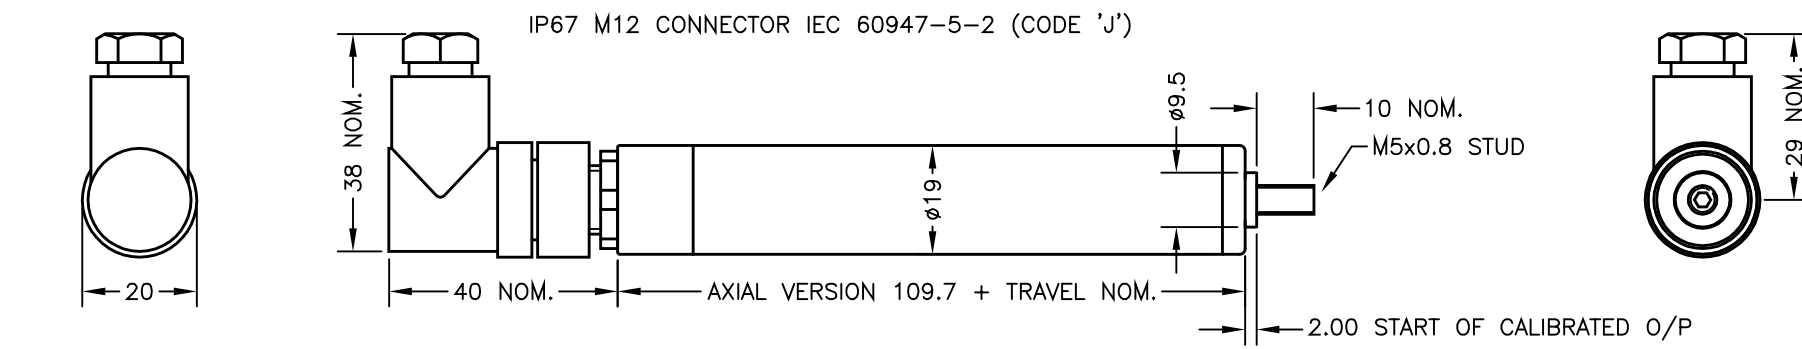 IP67 M12 CONNECTOR IEC 60947-5-2 (CODE 'J')
38 NOM.
ø9.5
10 NOM.
M5x0.8 STUD
29 NOM.
ø19
20
40 NOM.
AXIAL VERSION 109.7 + TRAVEL NOM.
2.00 START OF CALIBRATED O/P